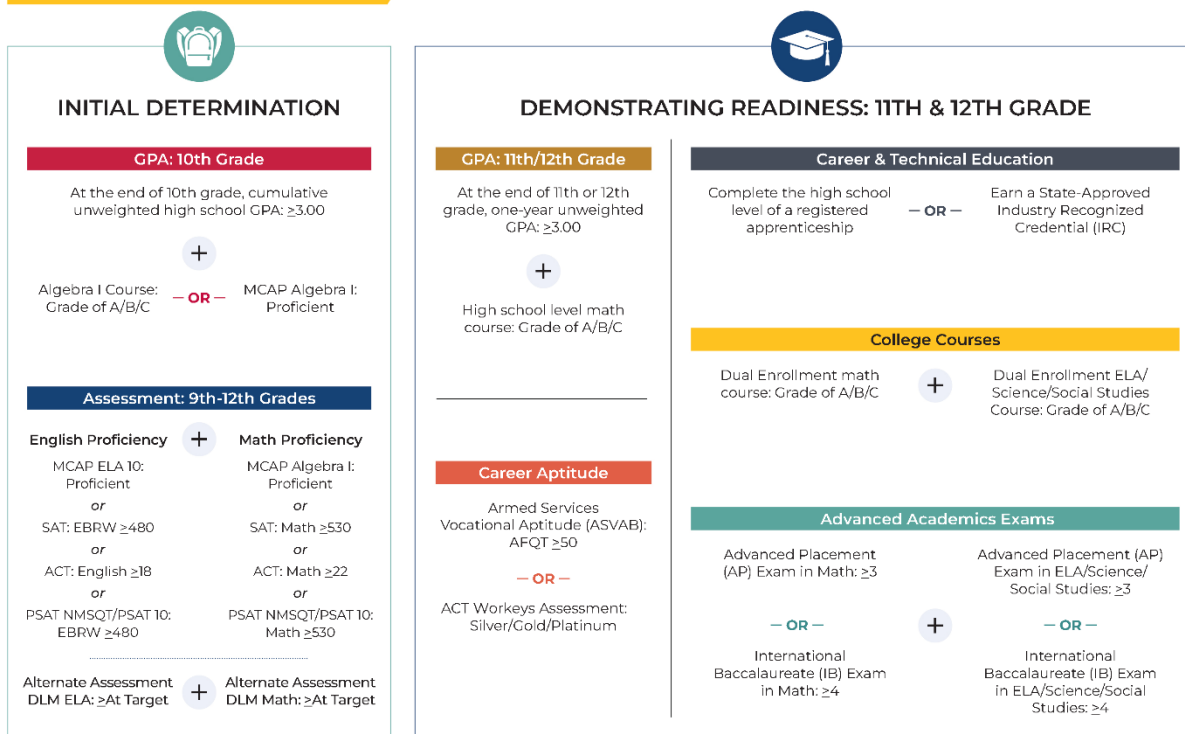 INITIAL DETERMINATION
GPA: 10th Grade
At the end of 10th grade, cumulative
unweighted high school GPA: ≥3.00
+
Algebra I Course:
Grade of A/B/C
— OR —
MCAP Algebra I:
Proficient
Assessment: 9th-12th Grades
English Proficiency
+
Math Proficiency
MCAP ELA 10:
Proficient
or
SAT: EBRW ≥480
or
ACT: English ≥18
or
PSAT NMSQT/PSAT 10:
EBRW ≥480
MCAP Algebra I:
Proficient
or
SAT: Math ≥530
or
ACT: Math ≥22
or
PSAT NMSQT/PSAT 10:
Math ≥530
Alternate Assessment
DLM ELA: ≥At Target
+
Alternate Assessment
DLM Math: ≥At Target
DEMONSTRATING READINESS: 11TH & 12TH GRADE
GPA: 11th/12th Grade
At the end of 11th or 12th
grade, one-year unweighted
GPA: ≥3.00
+
High school level math
course: Grade of A/B/C
Career Aptitude
Armed Services
Vocational Aptitude (ASVAB):
AFQT ≥50
— OR —
ACT Workeys Assessment:
Silver/Gold/Platinum
Career & Technical Education
Complete the high school
level of a registered
apprenticeship
— OR —
Earn a State-Approved
Industry Recognized
Credential (IRC)
College Courses
Dual Enrollment math
course: Grade of A/B/C
+
Dual Enrollment ELA/
Science/Social Studies
Course: Grade of A/B/C
Advanced Academics Exams
Advanced Placement
(AP) Exam in Math: ≥3
— OR —
International
Baccalaureate (IB) Exam
in Math: ≥4
+
Advanced Placement (AP)
Exam in ELA/Science/
Social Studies: ≥3
— OR —
International
Baccalaureate (IB) Exam
in ELA/Science/Social
Studies: ≥4